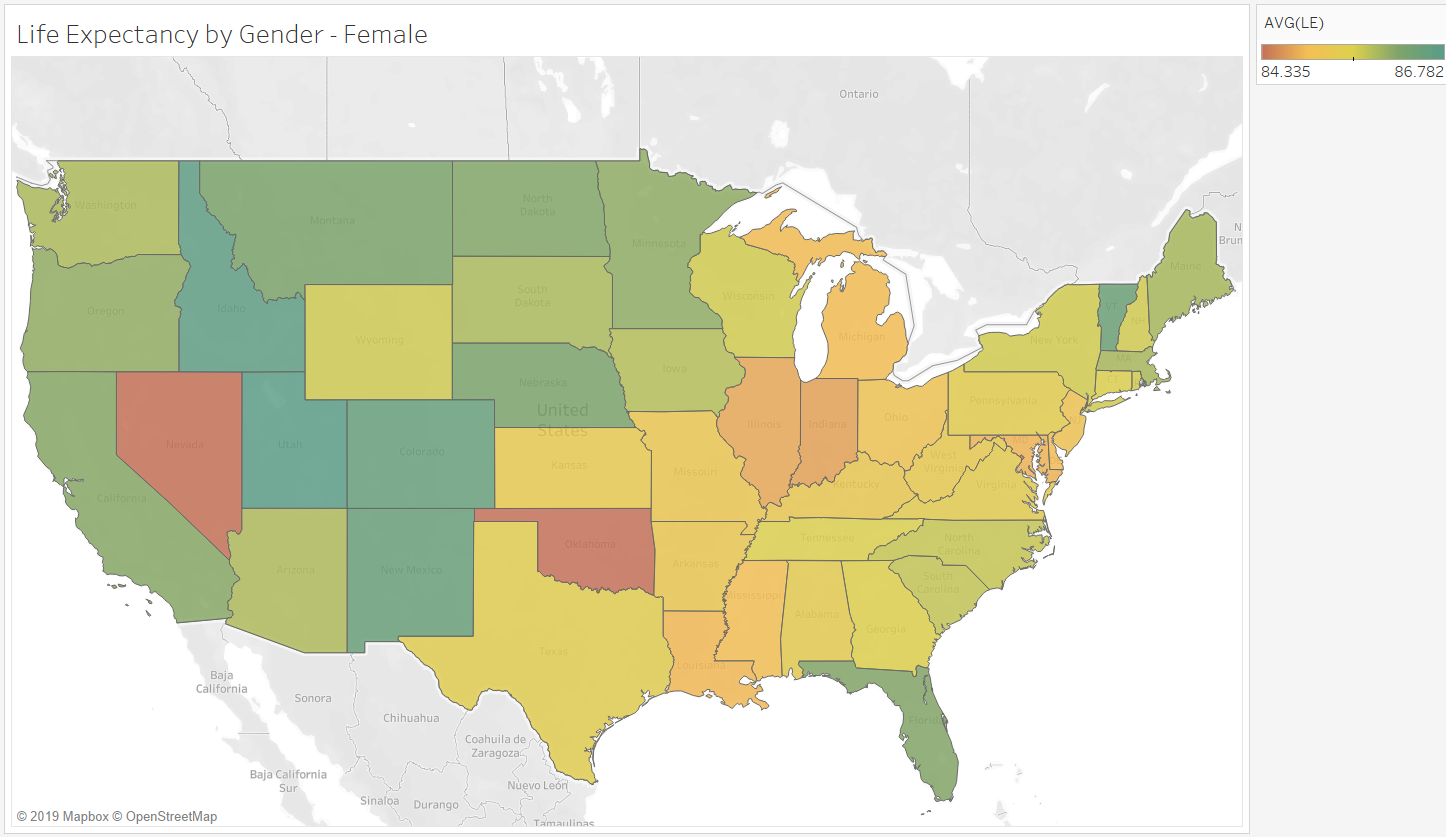 Life Expectancy by Gender - Female
AVG(LE)
84.335
86.782
Ontario
Washington
Montana
North
Dakota
Minnesota
N
Brun
Maine
Oregon
Idaho
South
Dakota
Wisconsin
VT
NH
Wyoming
Michigan
New York
MA
Iowa
CT
Nebraska
Pennsylvania
United
States
Nevada
Utah
Colorado
Illinois
Indiana
Ohio
MD
Kansas
Missouri
West
Virginia
Kentucky
Virginia
California
Oklahoma
Tennessee
North
Carolina
Arizona
New Mexico
Arkansas
South
Carolina
Mississippi
Alabama
Georgia
Texas
Louisiana
Baja
California
Sonora
Chihuahua
Florida
Coahuila de
Zaragoza
Baja California
Sur
Nuevo León
Sinaloa
Durango
Tamaulinas
© 2019 Mapbox © OpenStreetMap